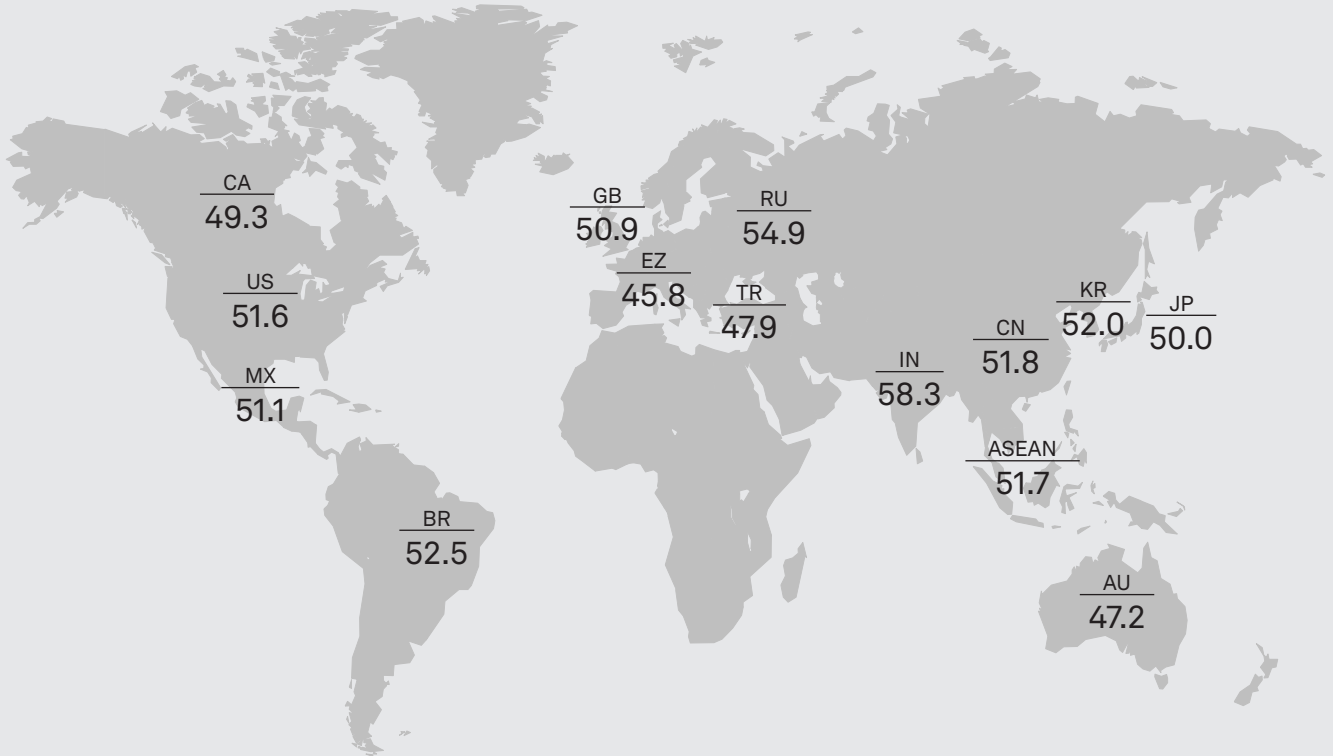 CA
49.3
GB
50.9
RU
54.9
EZ
45.8
US
51.6
TR
47.9
KR
52.0
JP
50.0
CN
51.8
IN
58.3
MX
51.1
ASEAN
51.7
BR
52.5
AU
47.2